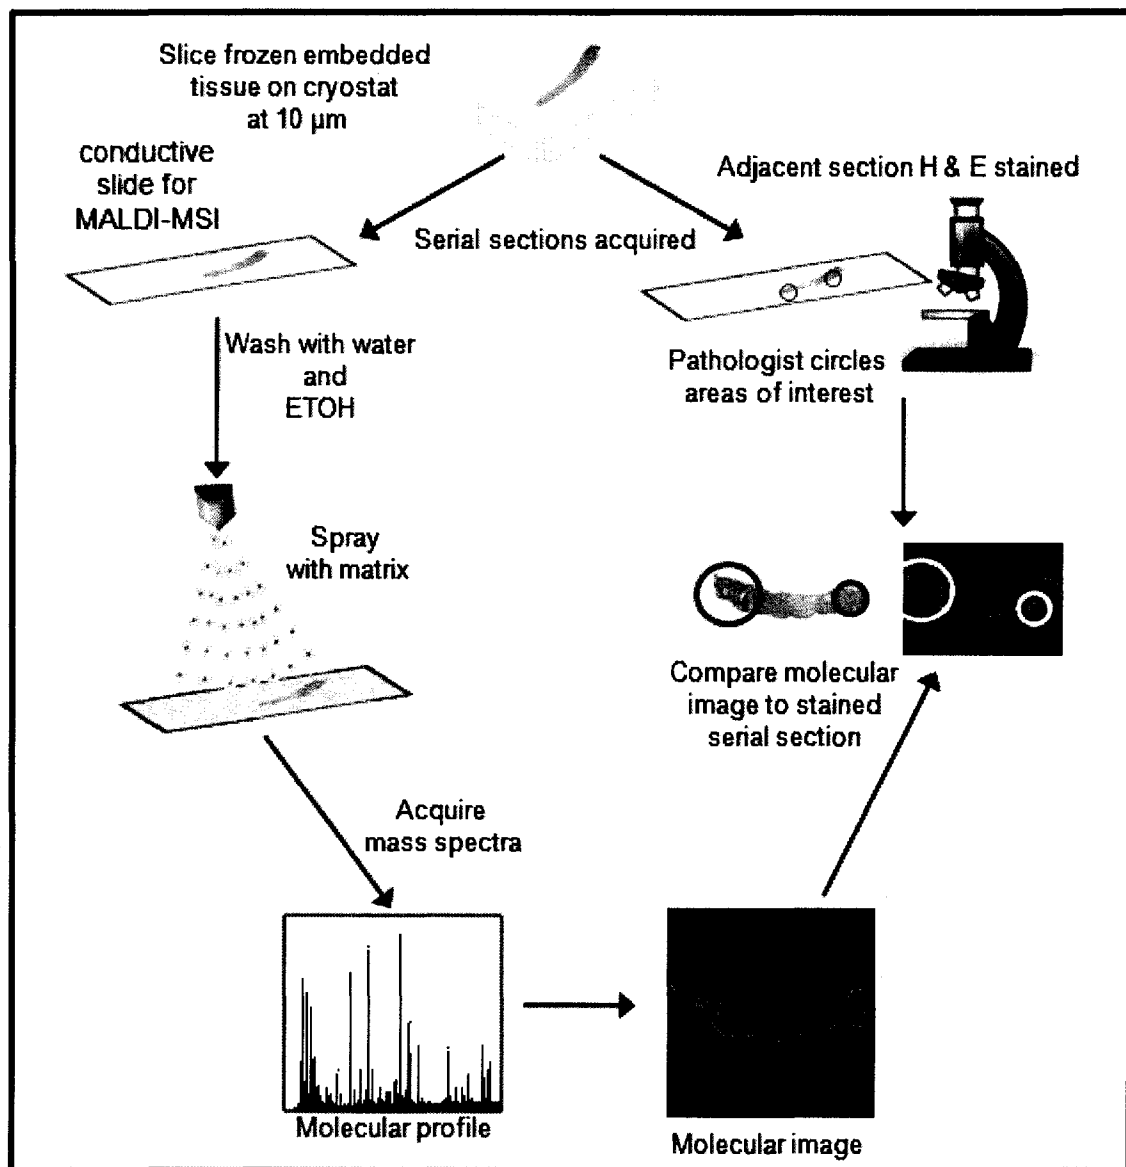 Slice frozen embedded
tissue on cryostat
at 10 µm
conductive
slide for
MALDI-MSI
Adjacent section H & E stained
Serial sections acquired
Wash with water
and
ETOH
Pathologist circles
areas of interest
Spray
with matrix
Compare molecular
image to stained
serial section
Acquire
mass spectra
Molecular profile
Molecular image